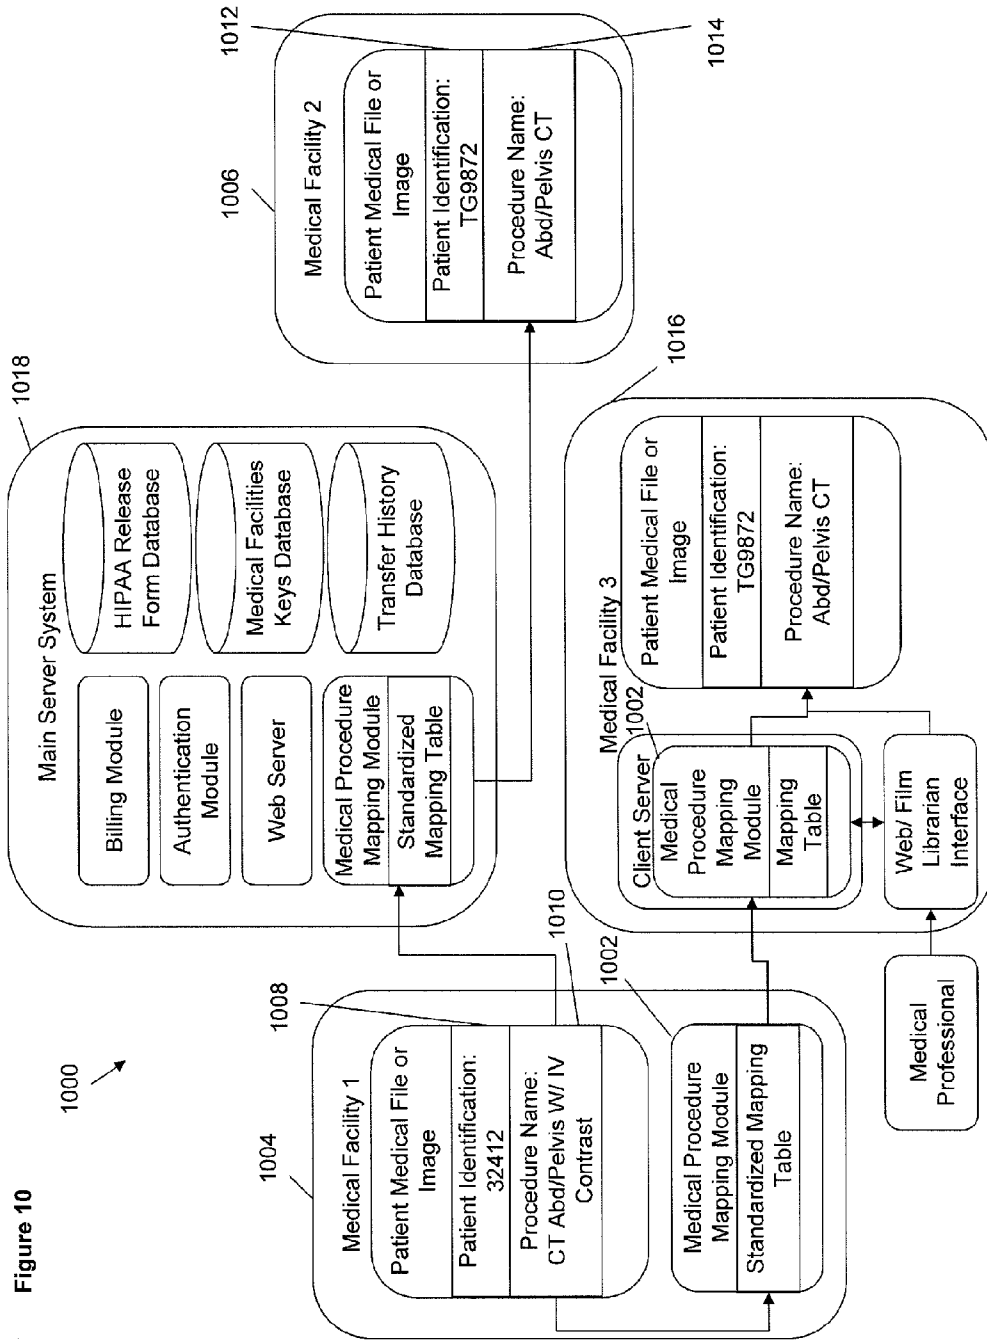 Figure 10
1000
1004
Medical Facility 1
Patient Medical File or
Image
Patient Identification:
32412
1008
Procedure Name:
CT Abd/Pelvis W/ IV
Contrast
1010
1002
Medical Procedure
Mapping Module
Standardized Mapping
Table
Main Server System
1018
Billing Module
Authentication
Module
Web Server
Medical Procedure
Mapping Module
Standardized
Mapping Table
HIPAA Release
Form Database
Medical Facilities
Keys Database
Transfer History
Database
1006
Medical Facility 2
Patient Medical File or
Image
Patient Identification:
TG9872
1012
Procedure Name:
Abd/Pelvis CT
1014
Medical Facility 3
1016
1002
Client Server
Medical
Procedure
Mapping
Module
Mapping
Table
Web/ Film
Librarian
Interface
Medical
Professional
Patient Medical File or
Image
Patient Identification:
TG9872
Procedure Name:
Abd/Pelvis CT